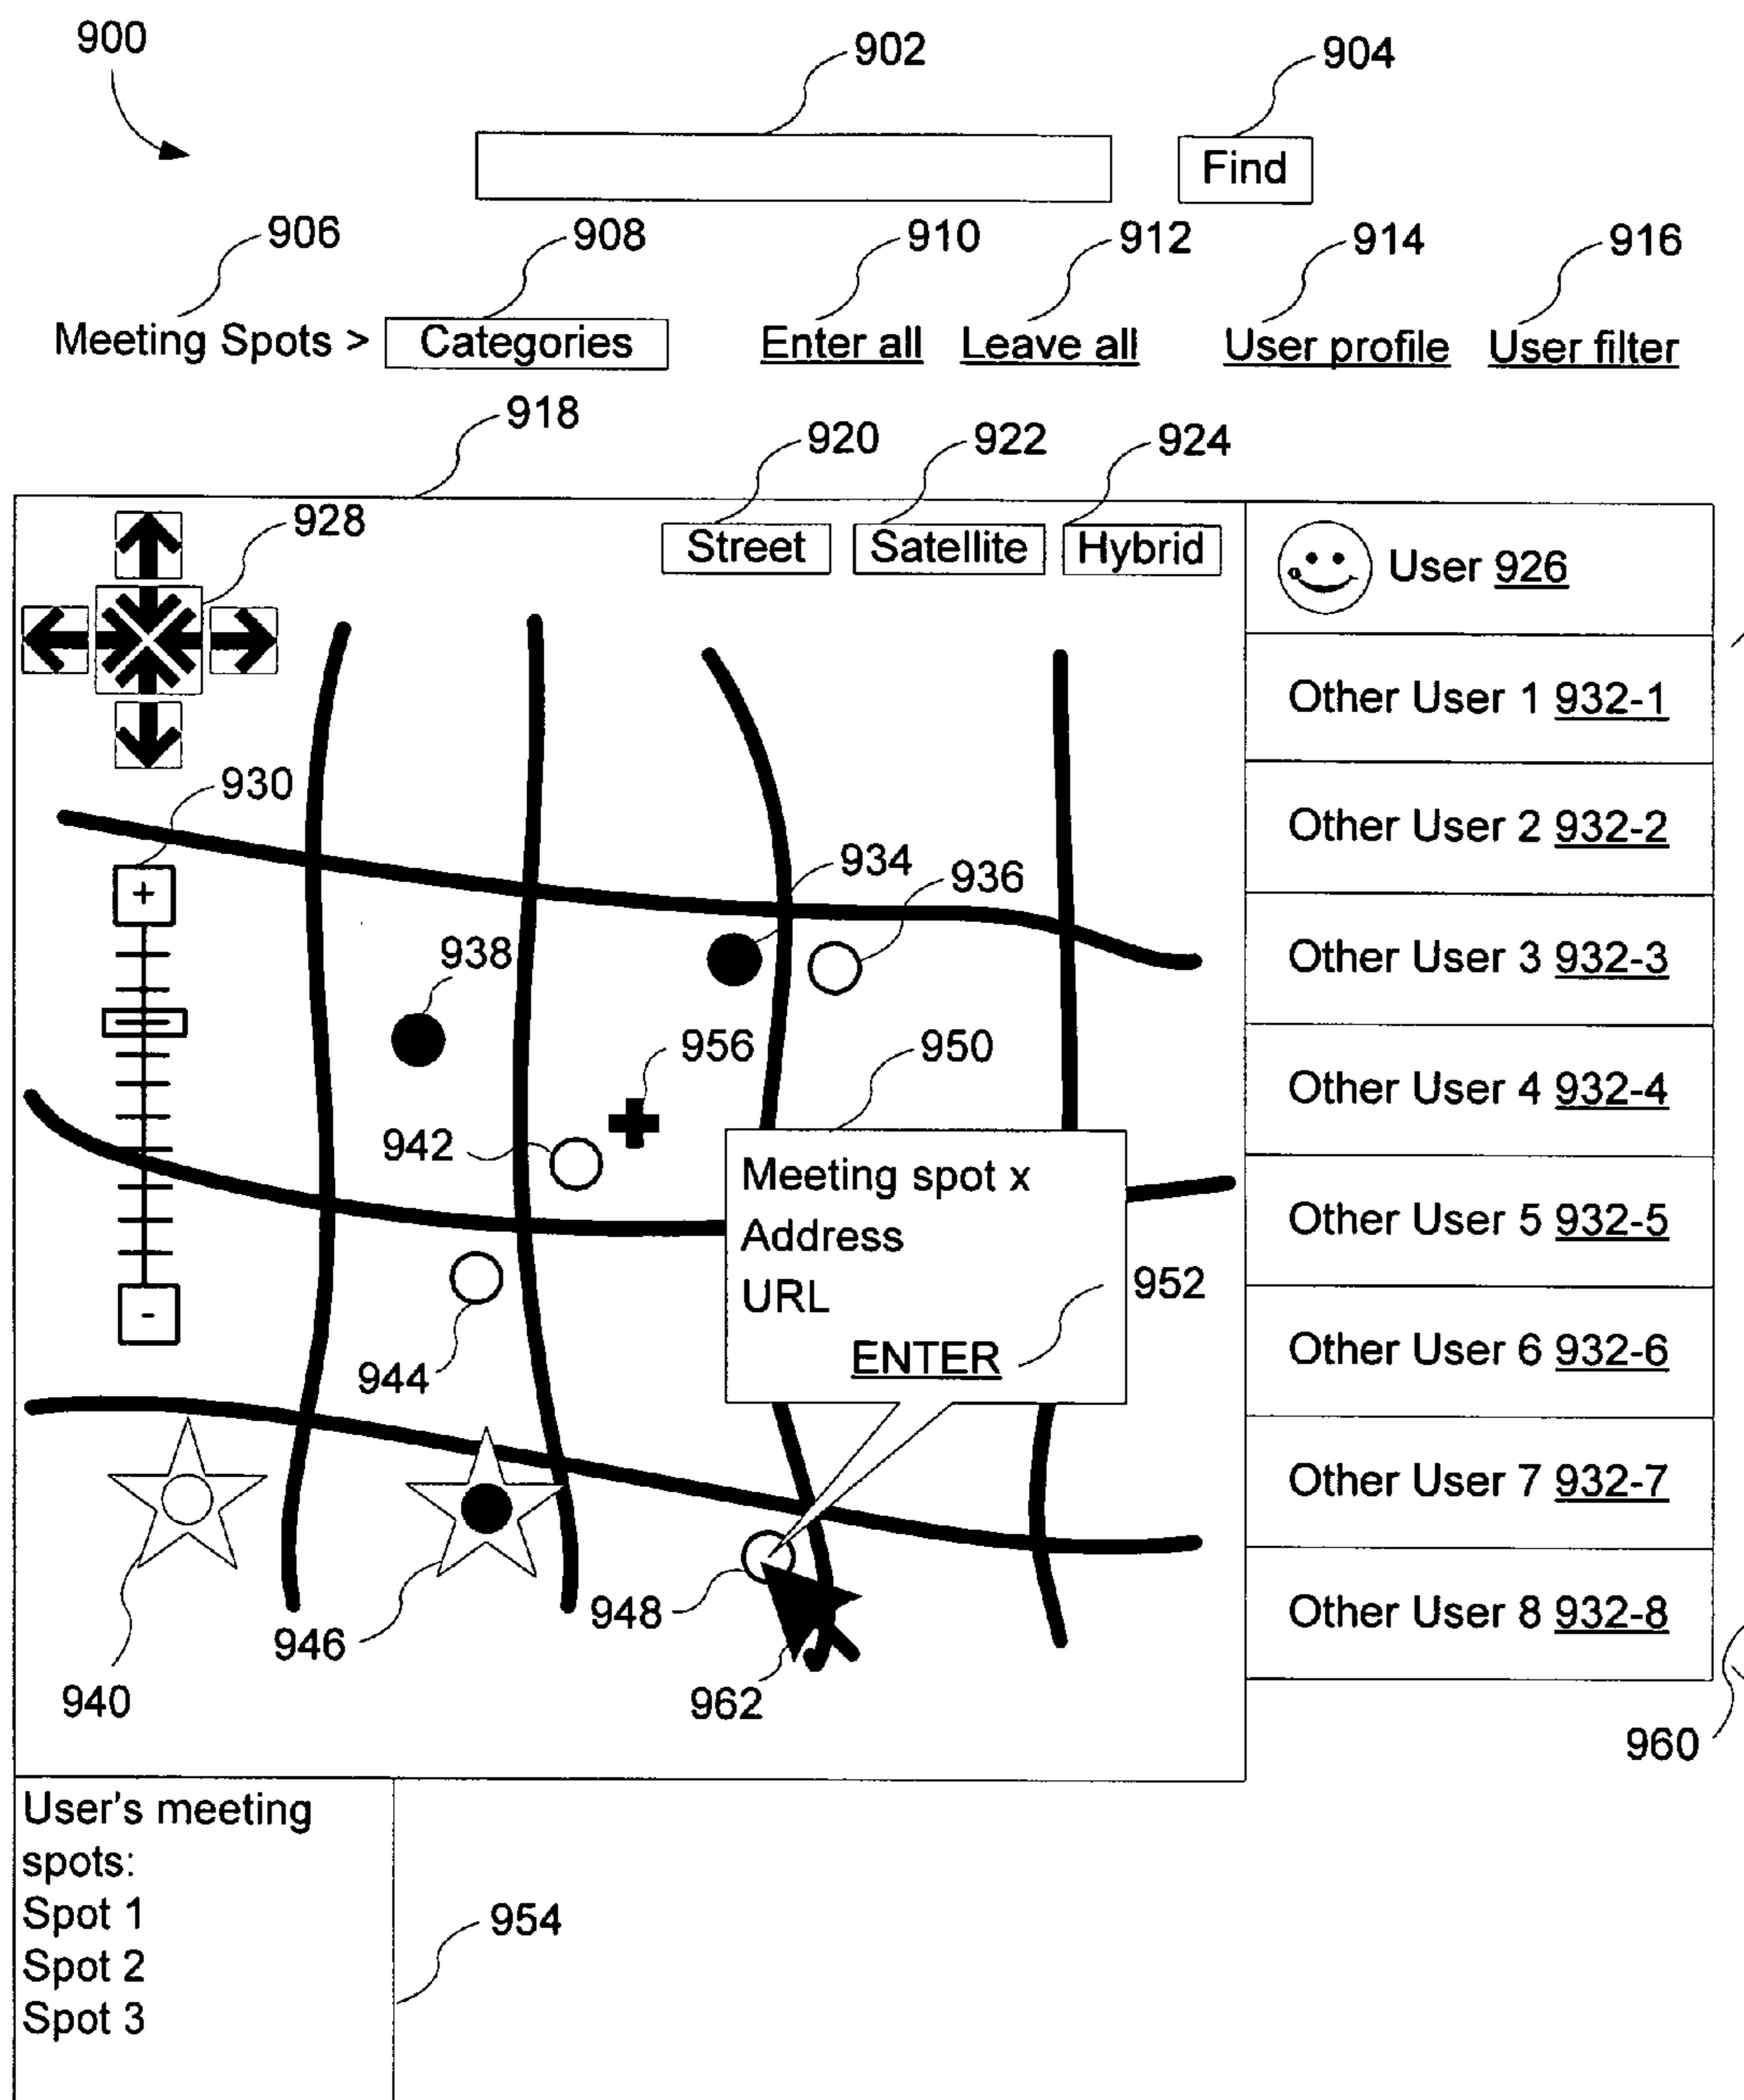 900
902
904
Find
906
908
910
912
914
916
Meeting Spots > Categories Enter all Leave all User profile User filter
918
920
922
924
928
Street Satellite Hybrid
User 926
Other User 1 932-1
930
Other User 2 932-2
+
934
936
938
Other User 3 932-3
956
950
Other User 4 932-4
942
Meeting spot x
Address
URL
952
ENTER
Other User 5 932-5
-
944
Other User 6 932-6
Other User 7 932-7
948
946
Other User 8 932-8
940
962
960
User's meeting
spots:
Spot 1
Spot 2
Spot 3
954